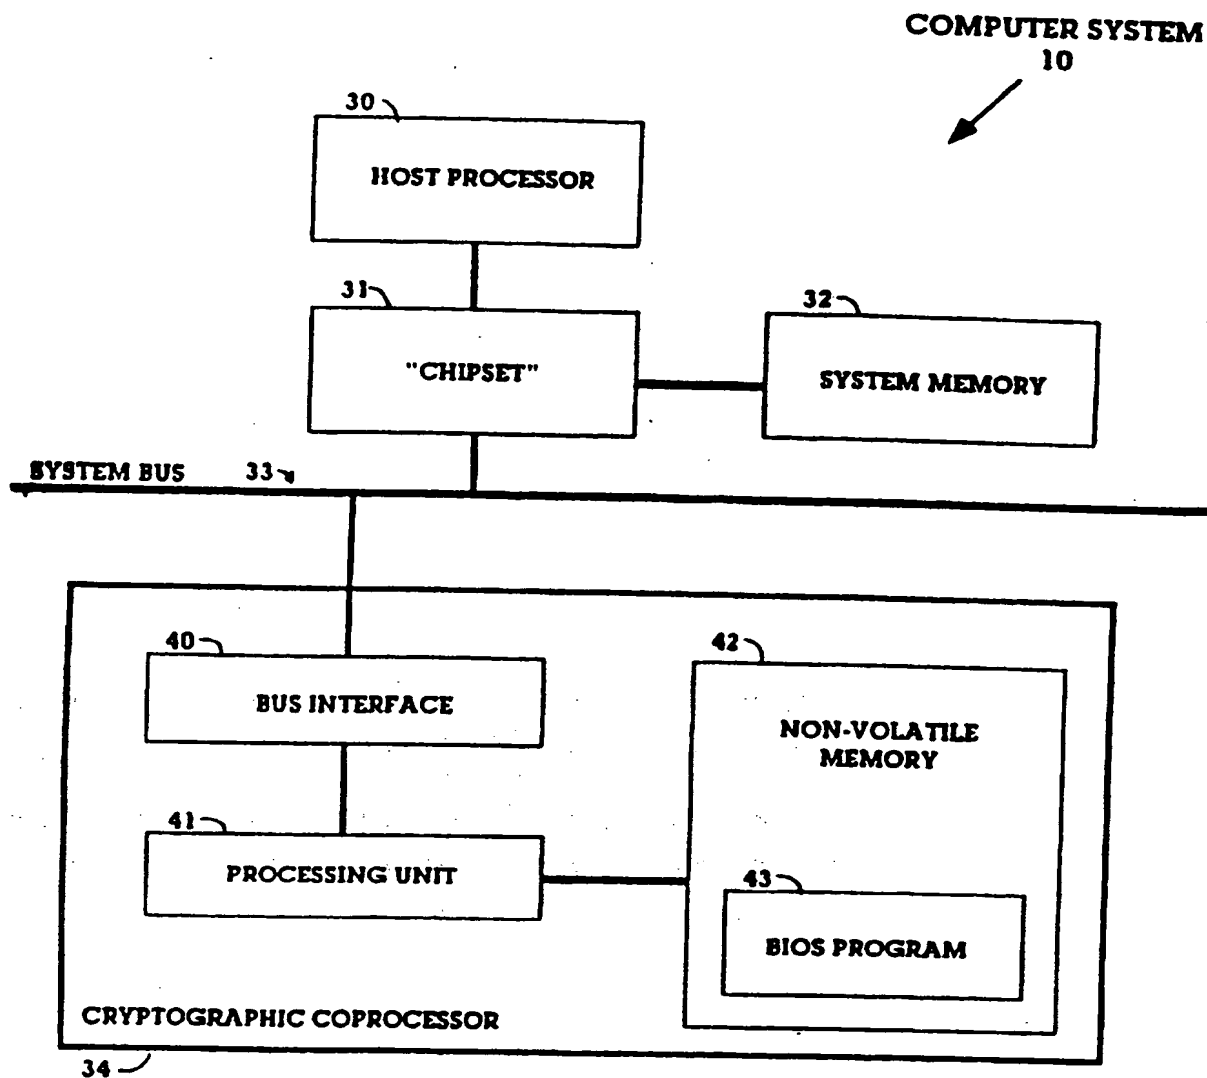 COMPUTER SYSTEM
10
30
HOST PROCESSOR
31
"CHIPSET"
32
SYSTEM MEMORY
SYSTEM BUS 33
40
BUS INTERFACE
42
NON-VOLATILE
MEMORY
41
PROCESSING UNIT
43
BIOS PROGRAM
CRYPTOGRAPHIC COPROCESSOR
34